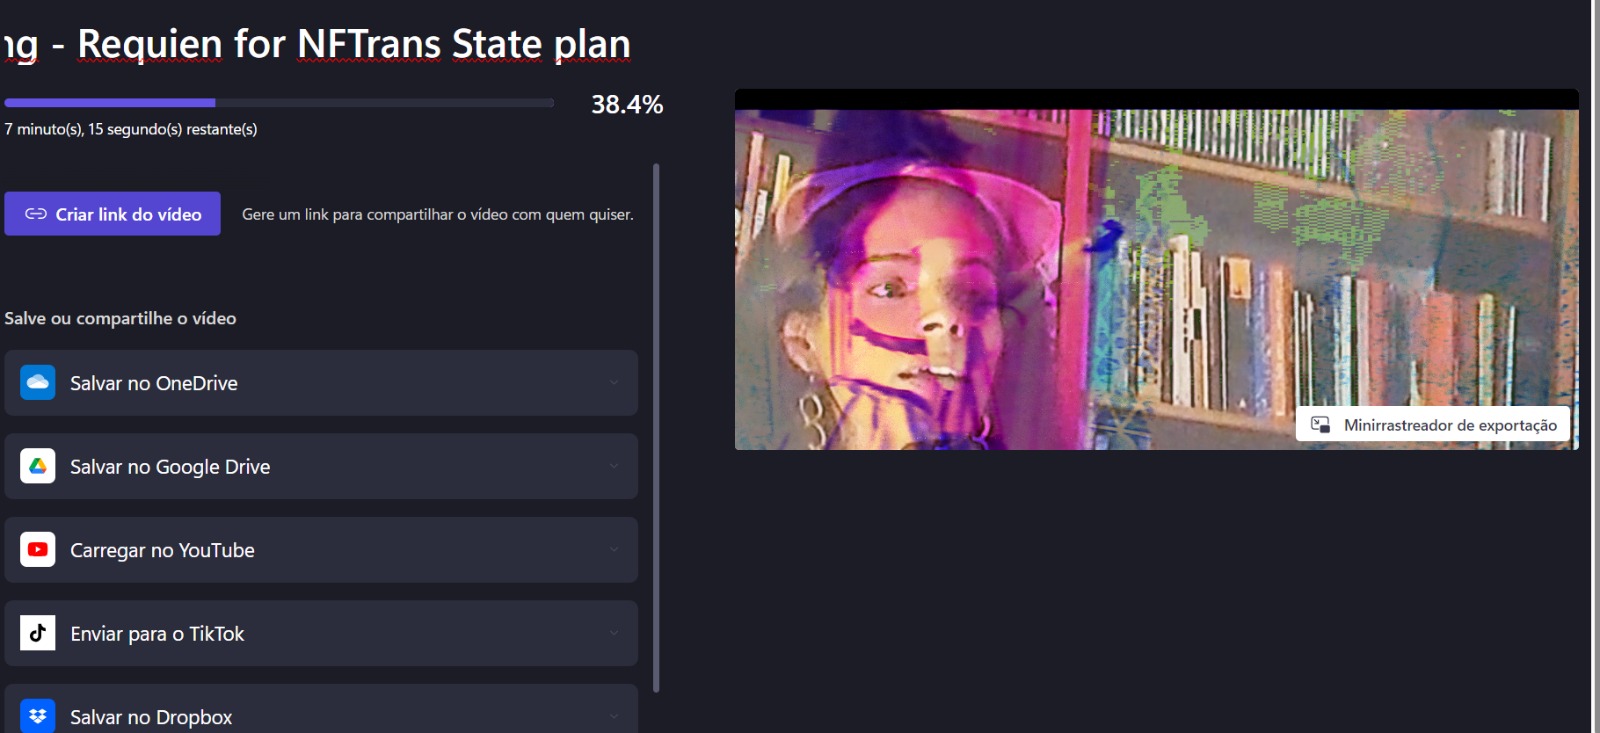 ng - Requien for NFTrans State plan
38.4%
7 minuto(s), 15 segundo(s) restante(s)
Criar link do vídeo
Gere um link para compartilhar o vídeo com quem quiser.
Salve ou compartilhe o vídeo
Salvar no OneDrive
Salvar no Google Drive
Carregar no YouTube
Enviar para o TikTok
Salvar no Dropbox
Minirrastreador de exportação